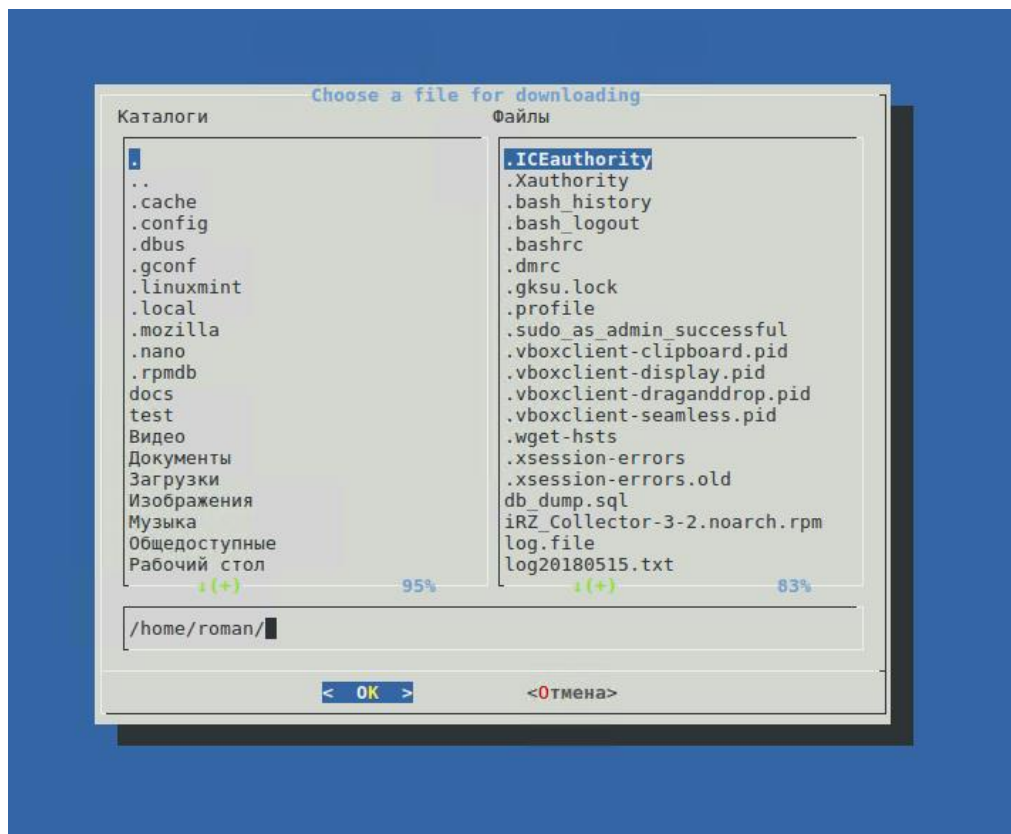 Choose a file for downloading
Каталоги
.
..
.cache
.config
.dbus
.gconf
.linuxmint
.local
.mozilla
.nano
.rpmdb
docs
test
Видео
Документы
Загрузки
Изображения
Музыка
Общедоступные
Рабочий стол
↓(+) 95%
Файлы
.ICEauthority
.Xauthority
.bash_history
.bash_logout
.bashrc
.dmrc
.gksu.lock
.profile
.sudo_as_admin_successful
.vboxclient-clipboard.pid
.vboxclient-display.pid
.vboxclient-draganddrop.pid
.vboxclient-seamless.pid
.wget-hsts
.xsession-errors
.xsession-errors.old
db_dump.sql
iRZ_Collector-3-2.noarch.rpm
log.file
log20180515.txt
↓(+) 83%
/home/roman/
< OK > <Отмена>